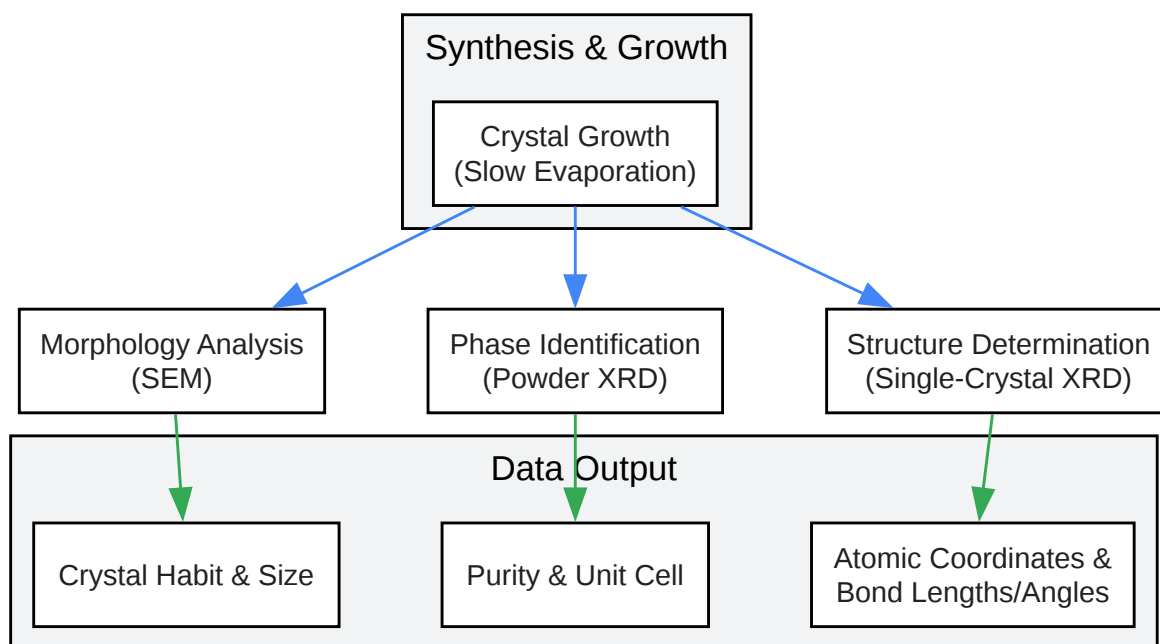 Synthesis & Growth
Crystal Growth
(Slow Evaporation)
Morphology Analysis
(SEM)
Phase Identification
(Powder XRD)
Structure Determination
(Single-Crystal XRD)
Data Output
Crystal Habit & Size
Purity & Unit Cell
Atomic Coordinates &
Bond Lengths/Angles